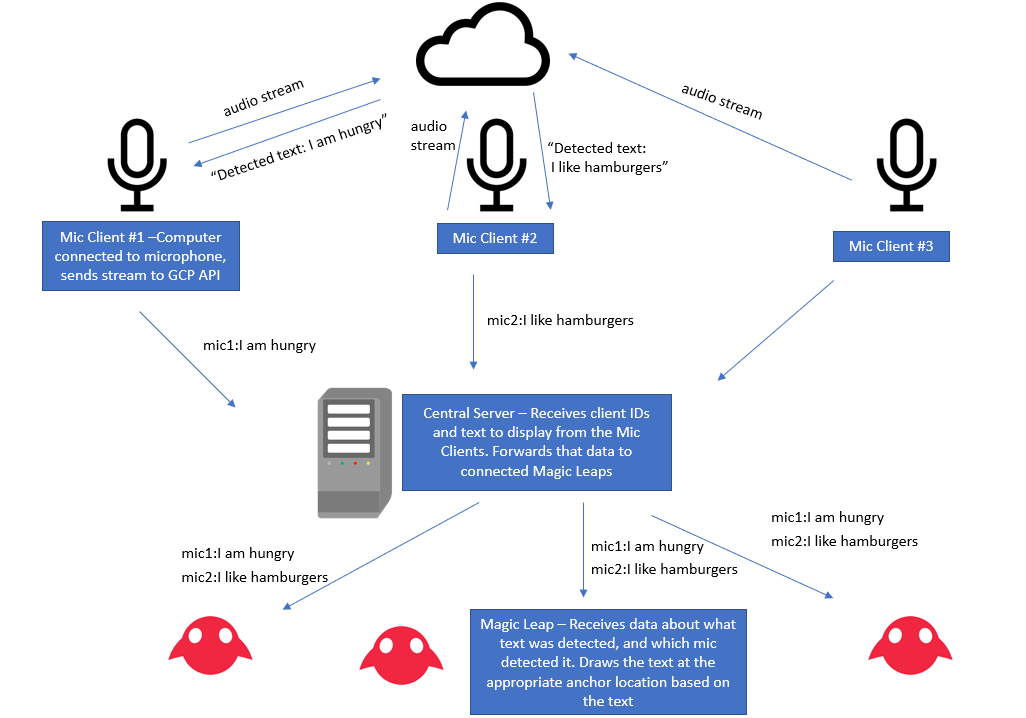 audio stream
"Detected text: I am hungry"
audio
stream
"Detected text:
I like hamburgers"
audio stream
Mic Client #1 –Computer
connected to microphone,
sends stream to GCP API
Mic Client #2
Mic Client #3
mic1:I am hungry
mic2:I like hamburgers
Central Server – Receives client IDs
and text to display from the Mic
Clients. Forwards that data to
connected Magic Leaps
mic1:I am hungry
mic2:I like hamburgers
mic1:I am hungry
mic2:I like hamburgers
mic1:I am hungry
mic2:I like hamburgers
Magic Leap – Receives data about what
text was detected, and which mic
detected it. Draws the text at the
appropriate anchor location based on
the text